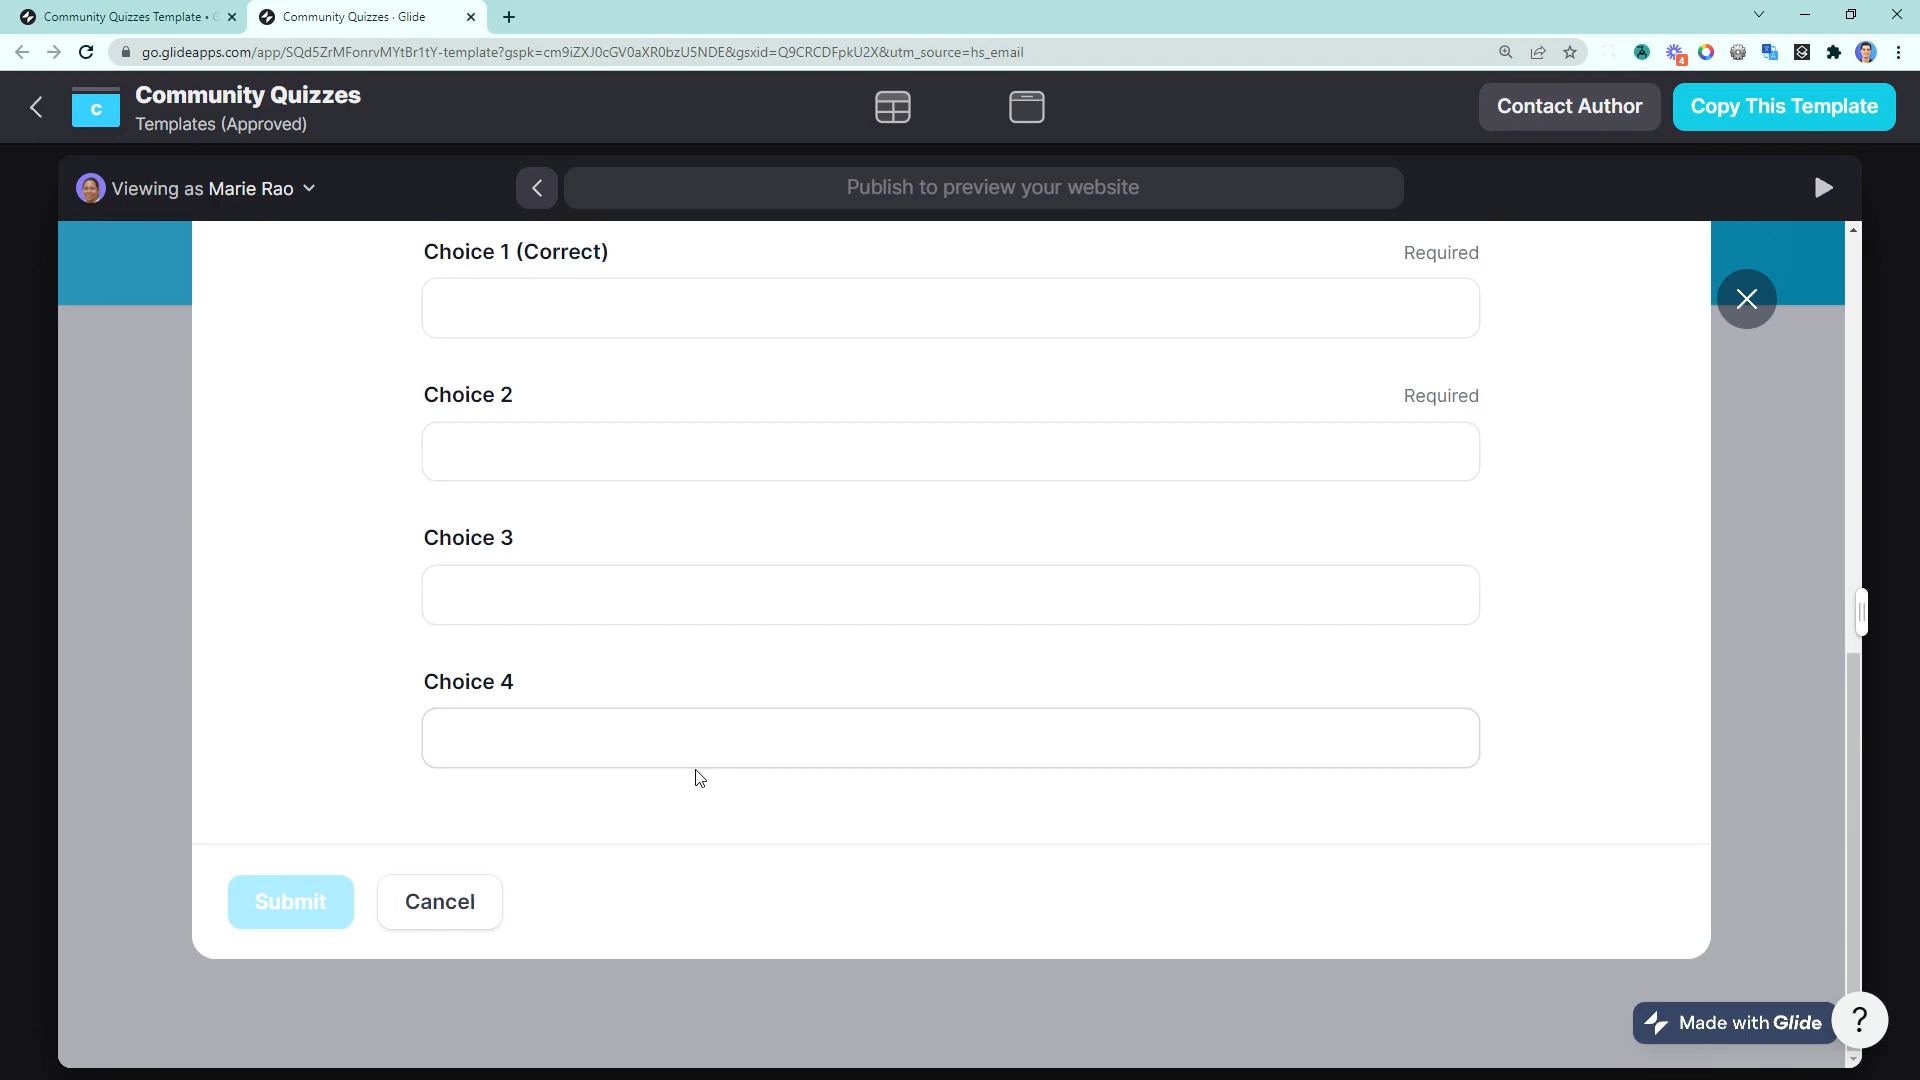 Community Quizzes Template • G
Community Quizzes · Glide
go.glideapps.com/app/SQd5ZrMFonrvMYtBr1tY-template?gspk=cm9iZXJ0cGV0aXR0bzU5NDE&gsxid=Q9CRCDFpkU2X&utm_source=hs_email
4
C
Community Quizzes
Templates (Approved)
Contact Author
Copy This Template
Viewing as Marie Rao
Publish to preview your website
Choice 1 (Correct)
Required
Choice 2
Required
Choice 3
Choice 4
Submit
Cancel
Made with Glide
?